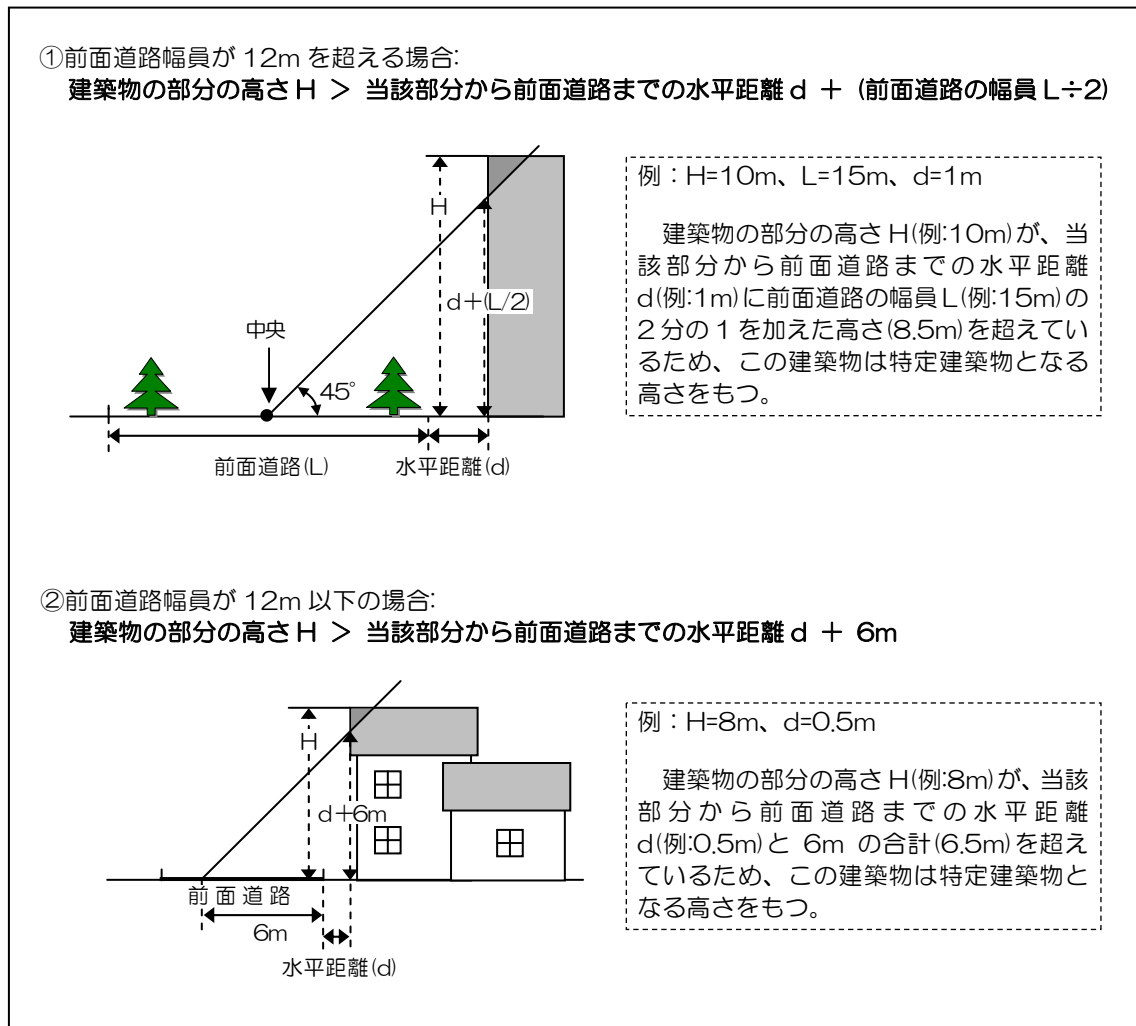 ①前面道路幅員が 12m を超える場合:
建築物の部分の高さH > 当該部分から前面道路までの水平距離d + (前面道路の幅員L÷2)
H
d+(L/2)
中央
45°
前面道路(L)
水平距離(d)
例：H=10m、L=15m、d=1m
建築物の部分の高さH(例:10m)が、当
該部分から前面道路までの水平距離
d(例:1m)に前面道路の幅員L(例:15m)の
2分の1を加えた高さ(8.5m)を超えてい
るため、この建築物は特定建築物となる
高さをもつ。
②前面道路幅員が 12m 以下の場合:
建築物の部分の高さH > 当該部分から前面道路までの水平距離d + 6m
H
d+6m
前面道路
6m
水平距離(d)
例：H=8m、d=0.5m
建築物の部分の高さH(例:8m)が、当該
部分から前面道路までの水平距離
d(例:0.5m)と 6m の合計(6.5m)を超え
ているため、この建築物は特定建築物と
なる高さをもつ。